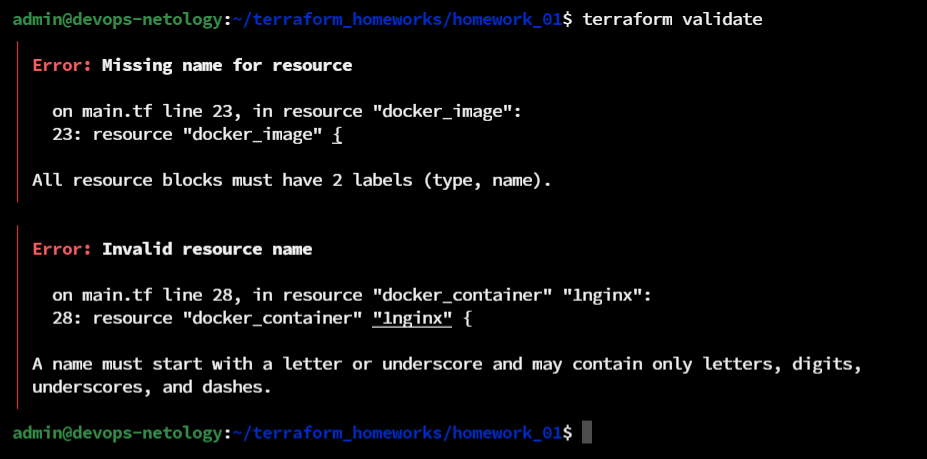 admin@devops-netology:~/terraform_homeworks/homework_01$ terraform validate
Error: Missing name for resource
on main.tf line 23, in resource "docker_image":
23: resource "docker_image" {
All resource blocks must have 2 labels (type, name).
Error: Invalid resource name
on main.tf line 28, in resource "docker_container" "1nginx":
28: resource "docker_container" "1nginx" {
A name must start with a letter or underscore and may contain only letters, digits,
underscores, and dashes.
admin@devops-netology:~/terraform_homeworks/homework_01$